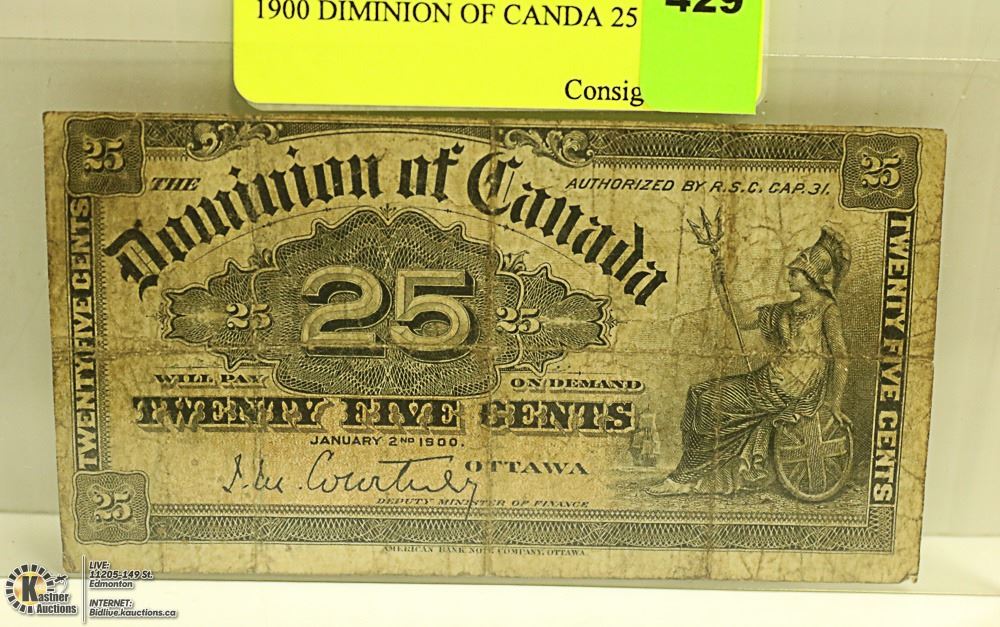 1900 DIMINION OF CANDA 25
429
Consig
25
25
THE
Dominion of Canada
AUTHORIZED BY R.S.C. CAP. 31.
TWENTY FIVE CENTS
25
25
25
TWENTY FIVE CENTS
WILL PAY
ON DEMAND
TWENTY FIVE CENTS
JANUARY 2ND 1900.
J.M. Courtney
OTTAWA
DEPUTY MINISTER OF FINANCE
25
AMERICAN BANK NOTE COMPANY, OTTAWA.
Kastner
Auctions
LIVE:
11205-149 St.
Edmonton
INTERNET:
Bidlive.kauctions.ca